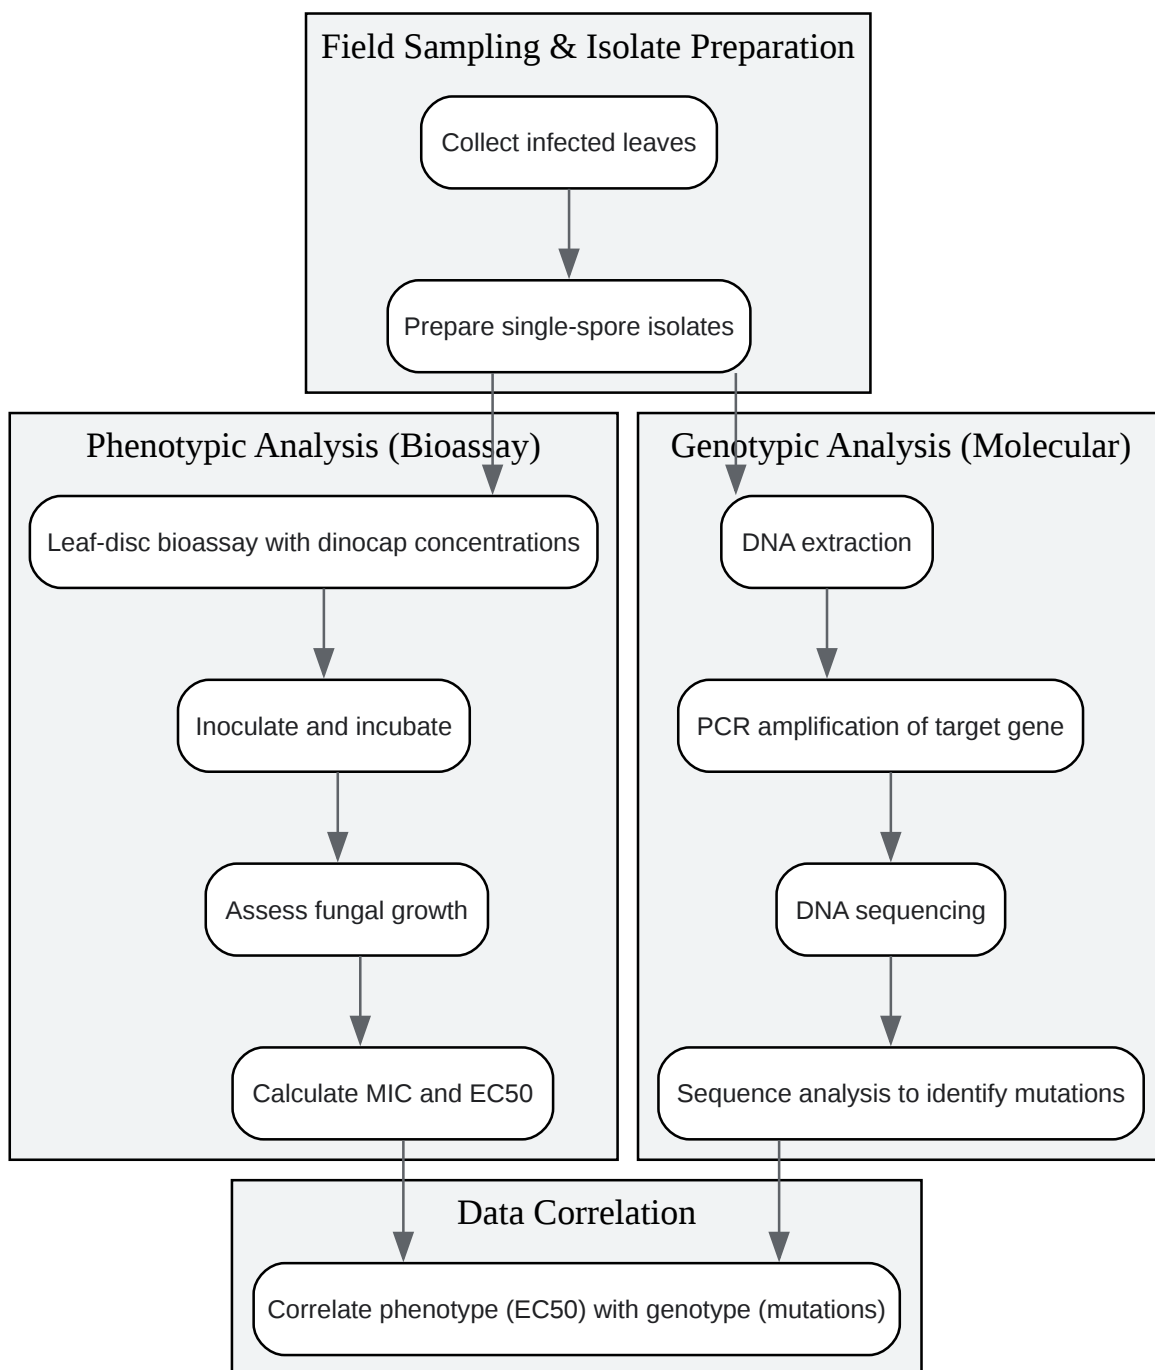 Field Sampling & Isolate Preparation
Collect infected leaves
Prepare single-spore isolates
Phenotypic Analysis (Bioassay)
Leaf-disc bioassay with dinocap concentrations
Inoculate and incubate
Assess fungal growth
Calculate MIC and EC50
Genotypic Analysis (Molecular)
DNA extraction
PCR amplification of target gene
DNA sequencing
Sequence analysis to identify mutations
Data Correlation
Correlate phenotype (EC50) with genotype (mutations)